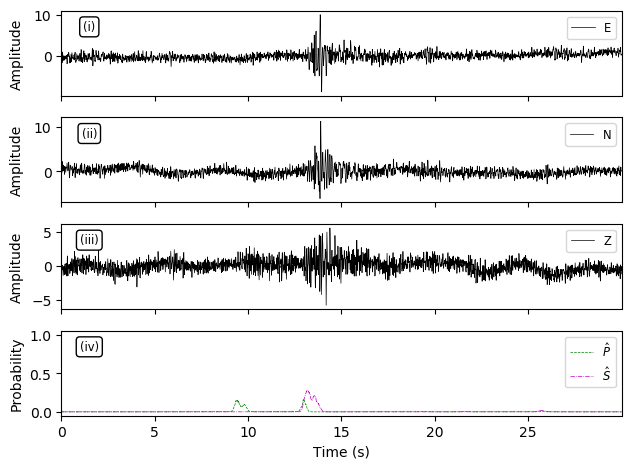 10
0
Amplitude
(i)
E
10
0
Amplitude
(ii)
N
5
0
−5
Amplitude
(iii)
Z
1.0
0.5
0.0
Probability
(iv)
P̂
Ŝ
0 5 10 15 20 25
Time (s)